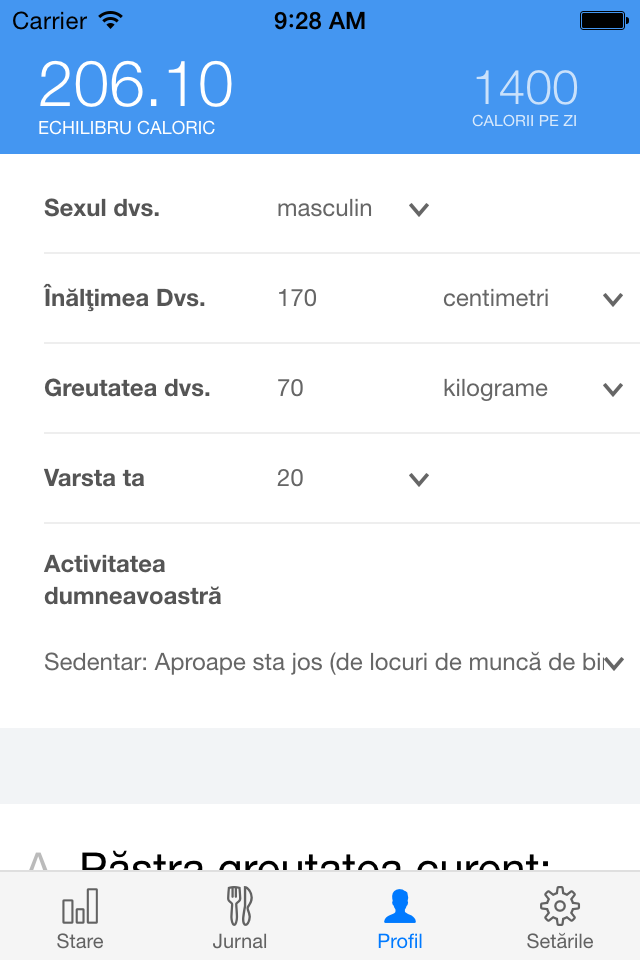 Carrier 9:28 AM
206.10 1400
ECHILIBRU CALORIC CALORII PE ZI
Sexul dvs. masculin
Înălţimea Dvs. 170 centimetri
Greutatea dvs. 70 kilograme
Varsta ta 20
Activitatea
dumneavoastră
Sedentar: Aproape sta jos (de locuri de muncă de
Păstra greutatea curent:
Stare Jurnal Profil Setările